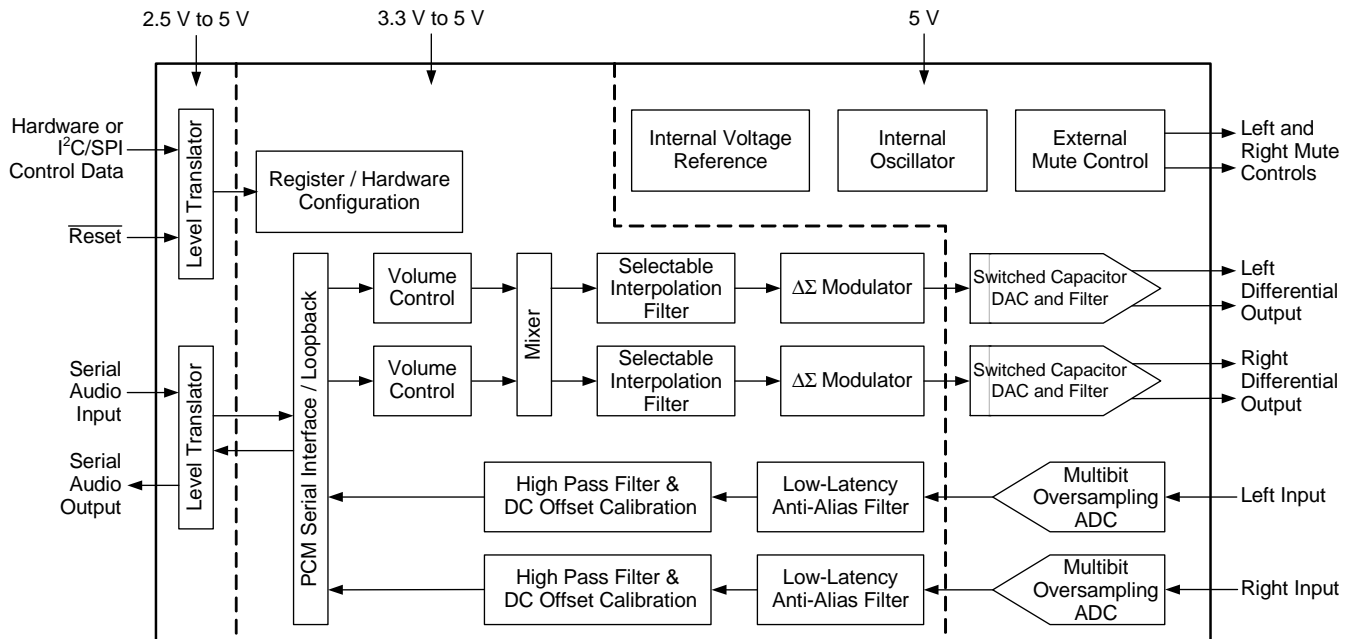 2.5 V to 5 V
3.3 V to 5 V
5 V
Hardware or
I²C/SPI
Control Data
Reset
Level Translator
Register / Hardware
Configuration
Internal Voltage
Reference
Internal
Oscillator
External
Mute Control
Left and
Right Mute
Controls
Serial
Audio
Input
Serial
Audio
Output
Level Translator
PCM Serial Interface / Loopback
Volume
Control
Volume
Control
Mixer
Selectable
Interpolation
Filter
Selectable
Interpolation
Filter
ΔΣ Modulator
ΔΣ Modulator
Switched Capacitor
DAC and Filter
Switched Capacitor
DAC and Filter
Left
Differential
Output
Right
Differential
Output
High Pass Filter &
DC Offset Calibration
Low-Latency
Anti-Alias Filter
Multibit
Oversampling
ADC
Left Input
High Pass Filter &
DC Offset Calibration
Low-Latency
Anti-Alias Filter
Multibit
Oversampling
ADC
Right Input